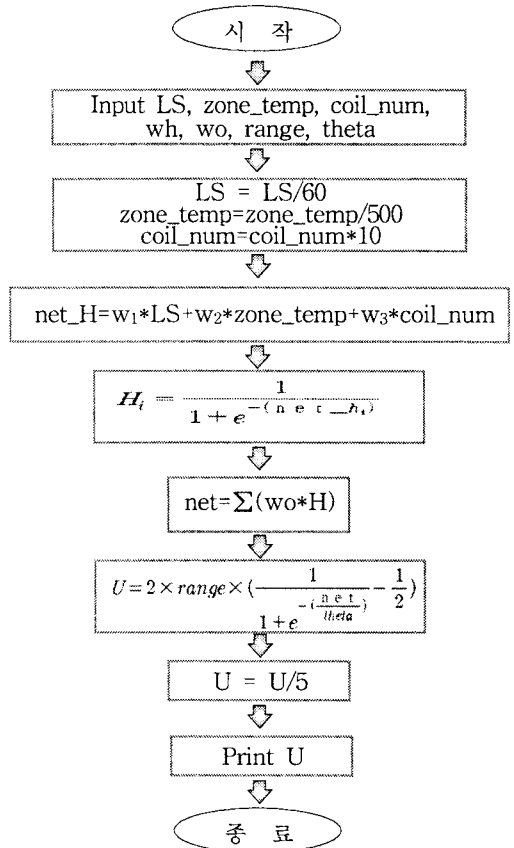 시 작
Input LS, zone_temp, coil_num,
wh, wo, range, theta
LS = LS/60
zone_temp=zone_temp/500
coil_num=coil_num*10
net_H=w₁*LS+w₂*zone_temp+w₃*coil_num
Hᵢ = 1 / (1 + e^-(net_hᵢ))
net=∑(wo*H)
U=2×range×(1 / (1+e^-(net/theta)) - 1/2)
U = U/5
Print U
종 료